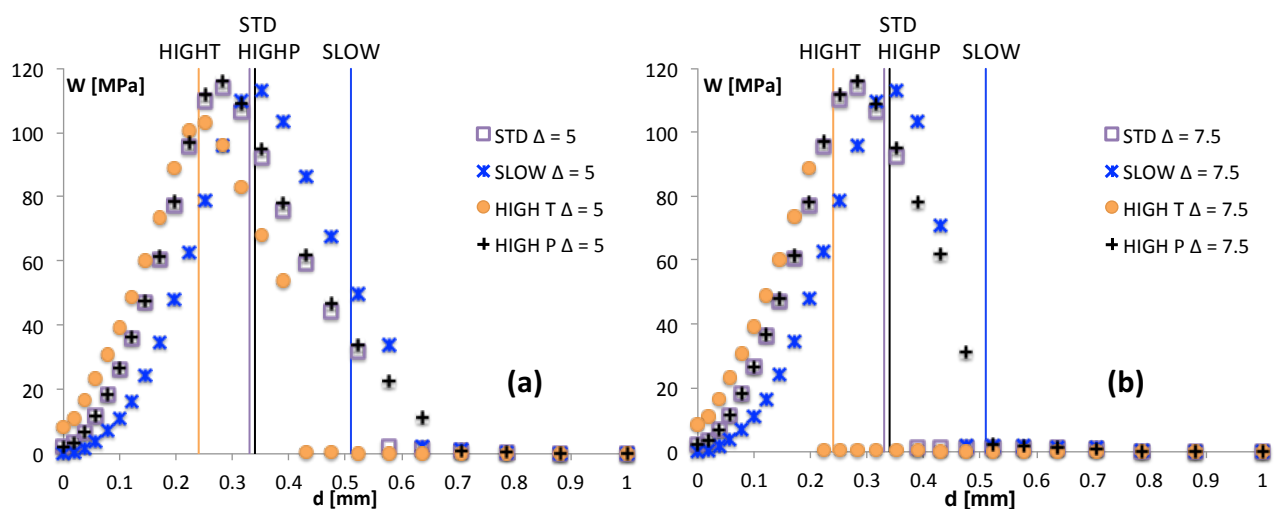 STD
HIGHT HIGHP SLOW
W [MPa]
120
100
80
60
40
20
0
STD Δ = 5
SLOW Δ = 5
HIGH T Δ = 5
HIGH P Δ = 5
(a)
0 0.1 0.2 0.3 0.4 0.5 0.6 0.7 0.8 0.9 1
d [mm]
STD
HIGHT HIGHP SLOW
W [MPa]
120
100
80
60
40
20
0
STD Δ = 7.5
SLOW Δ = 7.5
HIGH T Δ = 7.5
HIGH P Δ = 7.5
(b)
0 0.1 0.2 0.3 0.4 0.5 0.6 0.7 0.8 0.9 1
d [mm]